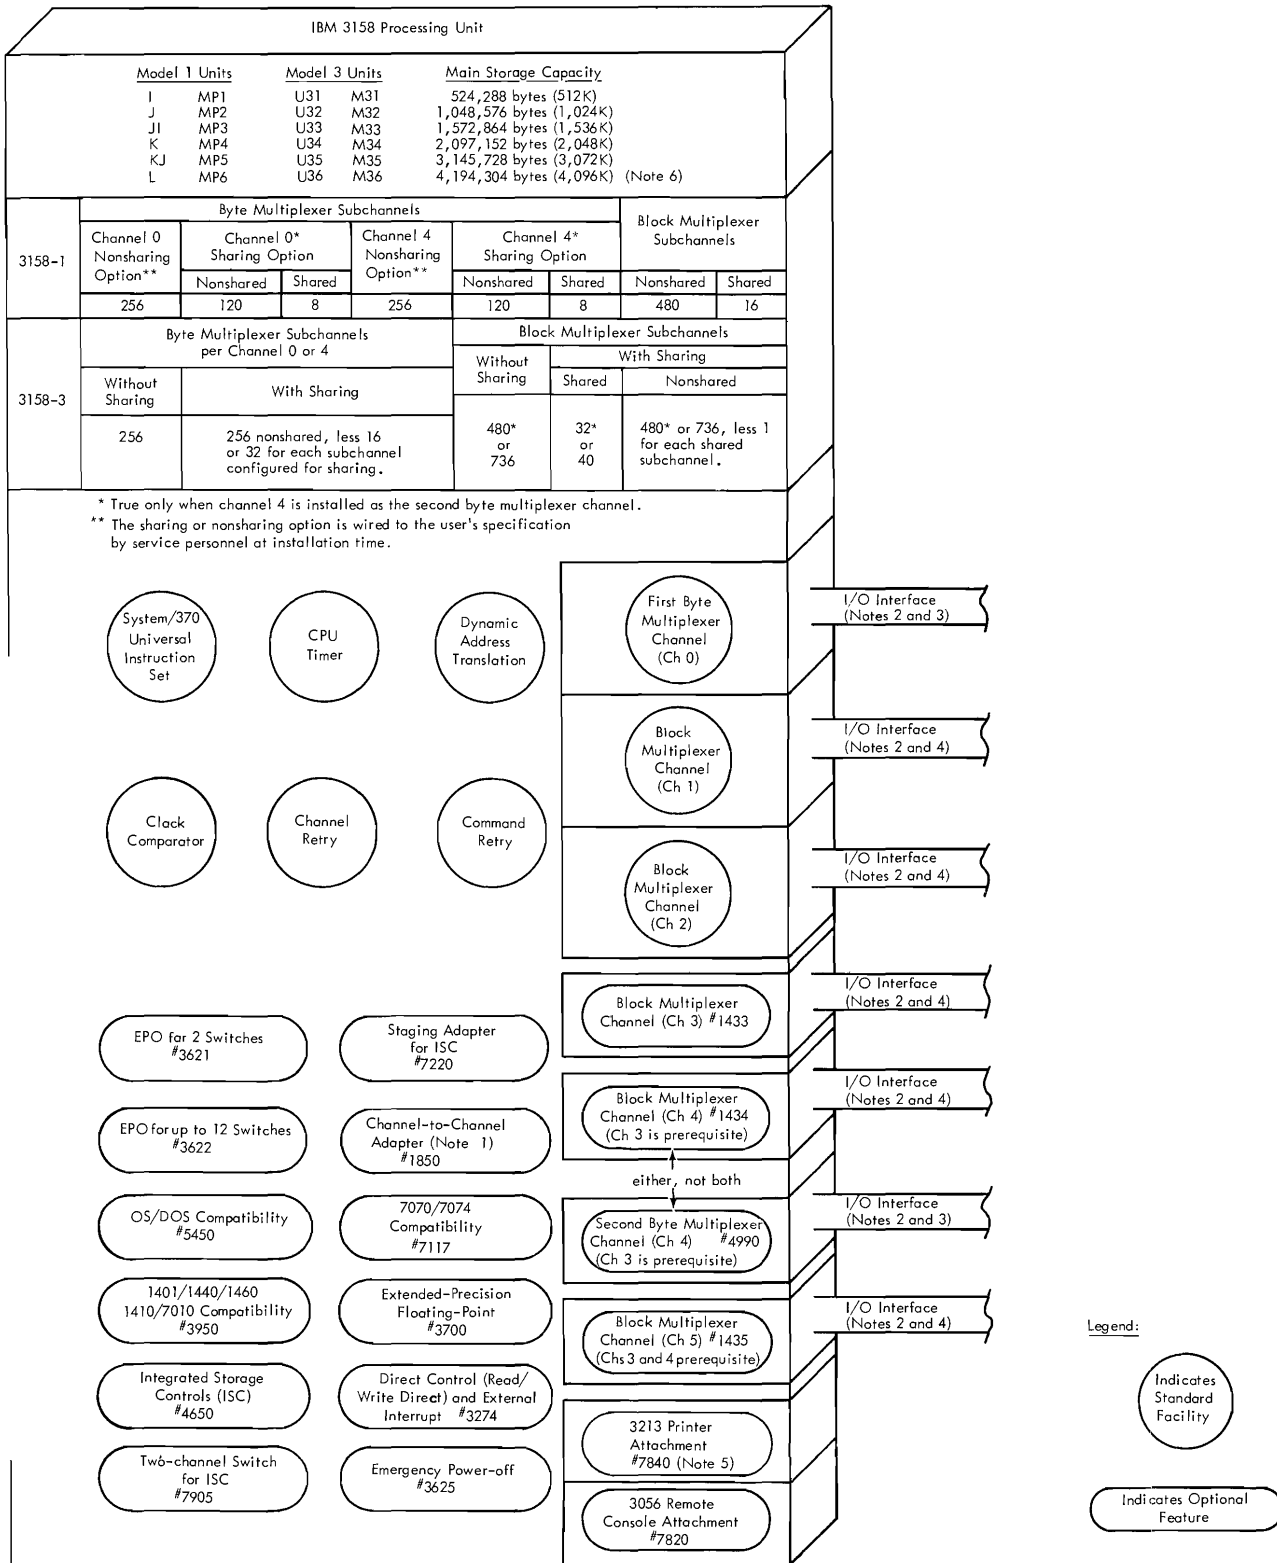 IBM 3158 Processing Unit
Model 1 Units Model 3 Units Main Storage Capacity
I MP1 U31 M31 524,288 bytes (512K)
J MP2 U32 M32 1,048,576 bytes (1,024K)
JI MP3 U33 M33 1,572,864 bytes (1,536K)
K MP4 U34 M34 2,097,152 bytes (2,048K)
KJ MP5 U35 M35 3,145,728 bytes (3,072K)
L MP6 U36 M36 4,194,304 bytes (4,096K) (Note 6)
3158-1
Byte Multiplexer Subchannels
Block Multiplexer
Subchannels
Channel 0
Nonsharing
Option**
Channel 0*
Sharing Option
Channel 4
Nonsharing
Option**
Channel 4*
Sharing Option
Nonshared Shared Nonshared Shared Nonshared Shared
256 120 8 256 120 8 480 16
3158-3
Byte Multiplexer Subchannels
per Channel 0 or 4
Block Multiplexer Subchannels
Without
Sharing
With Sharing
Without
Sharing
With Sharing
Shared Nonshared
256
256 nonshared, less 16
or 32 for each subchannel
configured for sharing.
480*
or
736
32*
or
40
480* or 736, less 1
for each shared
subchannel.
* True only when channel 4 is installed as the second byte multiplexer channel.
** The sharing or nonsharing option is wired to the user's specification
by service personnel at installation time.
System/370
Universal
Instruction
Set
CPU
Timer
Dynamic
Address
Translation
First Byte
Multiplexer
Channel
(Ch 0)
I/O Interface
(Notes 2 and 3)
Block
Multiplexer
Channel
(Ch 1)
I/O Interface
(Notes 2 and 4)
Clack
Comparator
Channel
Retry
Command
Retry
Block
Multiplexer
Channel
(Ch 2)
I/O Interface
(Notes 2 and 4)
Block Multiplexer
Channel (Ch 3) #1433
I/O Interface
(Notes 2 and 4)
EPO far 2 Switches
#3621
Staging Adapter
for ISC
#7220
Block Multiplexer
Channel (Ch 4) #1434
(Ch 3 is prerequisite)
I/O Interface
(Notes 2 and 4)
EPO for up to 12 Switches
#3622
Channel-to-Channel
Adapter (Note 1)
#1850
either, not both
OS/DOS Compatibility
#5450
7070/7074
Compatibility
#7117
Second Byte Multiplexer
Channel (Ch 4) #4990
(Ch 3 is prerequisite)
I/O Interface
(Notes 2 and 3)
1401/1440/1460
1410/7010 Compatibility
#3950
Extended-Precision
Floating-Point
#3700
Block Multiplexer
Channel (Ch 5) #1435
(Chs 3 and 4 prerequisite)
I/O Interface
(Notes 2 and 4)
Legend:
Integrated Storage
Controls (ISC)
#4650
Direct Control (Read/
Write Direct) and External
Interrupt #3274
Indicates
Standard
Facility
3213 Printer
Attachment
#7840 (Note 5)
Two-channel Switch
for ISC
#7905
Emergency Power-off
#3625
3056 Remote
Console Attachment
#7820
Indicates Optional
Feature